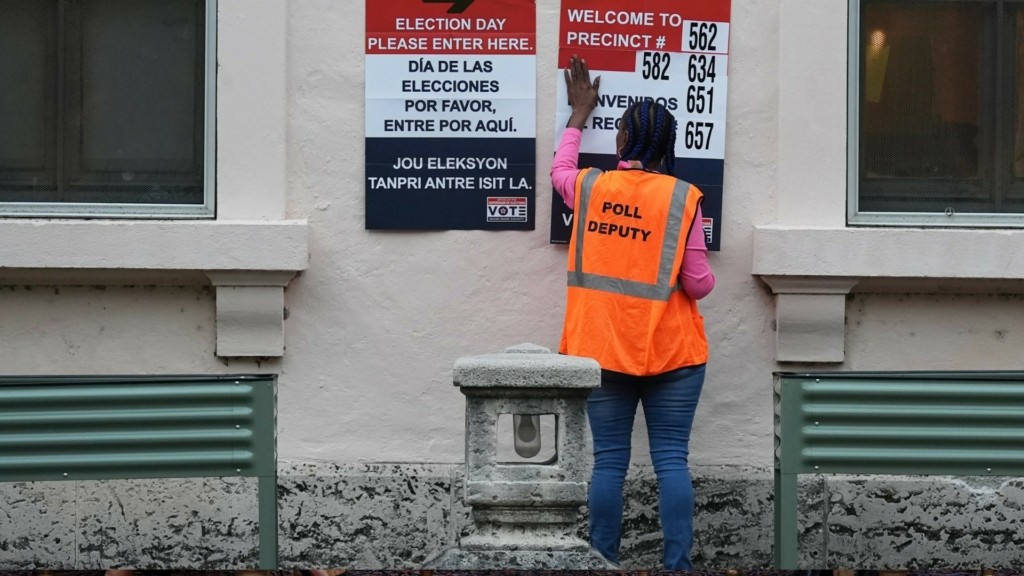 ELECTION DAY
PLEASE ENTER HERE.
DÍA DE LAS
ELECCIONES
POR FAVOR,
ENTRE POR AQUÍ.
JOU ELEKSYON
TANPRI ANTRE ISIT LA.
VOTE
WELCOME TO
PRECINCT # 562
582 634
651
657
POLL
DEPUTY